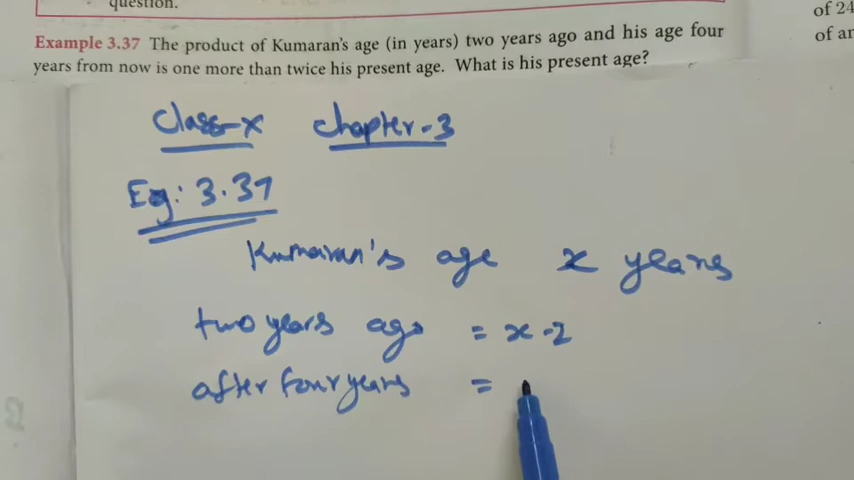 question.
of 24
Example 3.37 The product of Kumaran's age (in years) two years ago and his age four
of ar
years from now is one more than twice his present age. What is his present age?
Class-X Chapter-3
Eg: 3.37
Kumaran's age x years
two years ago = x-2
after four years =